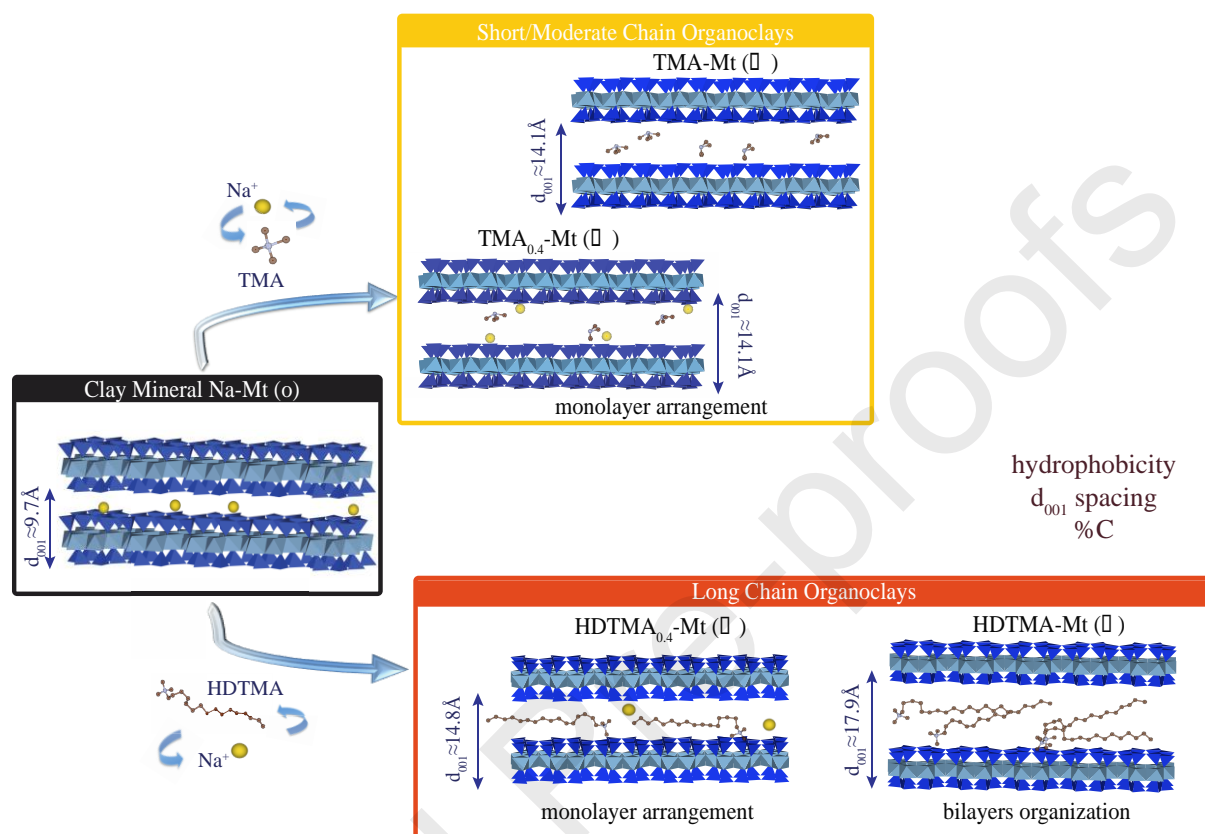 Short/Moderate Chain Organoclays
TMA-Mt (▯ )
d₀₀₁ ≈14.1Å
Na⁺
TMA
TMA₀.₄-Mt (▯ )
d₀₀₁ ≈14.1Å
monolayer arrangement
Clay Mineral Na-Mt (o)
d₀₀₁ ≈9.7Å
hydrophobicity
d₀₀₁ spacing
%C
Long Chain Organoclays
HDTMA₀.₄-Mt (▯ )
HDTMA-Mt (▯ )
HDTMA
Na⁺
d₀₀₁ ≈14.8Å
d₀₀₁ ≈17.9Å
monolayer arrangement
bilayers organization
Pre-proofs